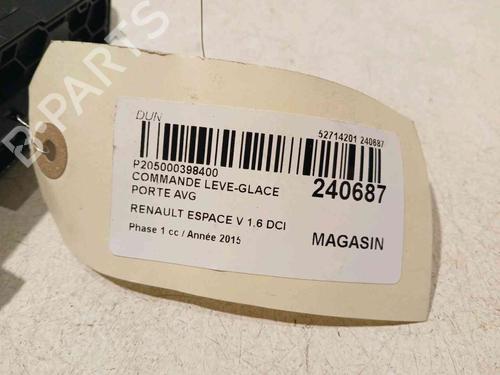 DUN
52714201 240687
P205000398400
COMMANDE LEVE-GLACE
PORTE AVG
240687
RENAULT ESPACE V 1.6 DCI
Phase 1 cc / Année 2015
MAGASIN
B-PARTS